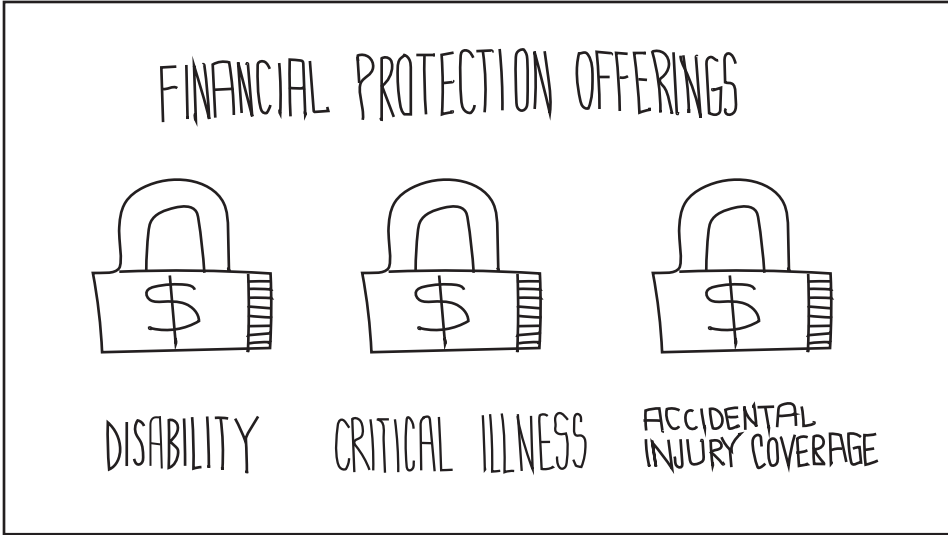 FINANCIAL PROTECTION OFFERINGS
$ $ $
DISABILITY
CRITICAL ILLNESS
ACCIDENTAL
INJURY COVERAGE